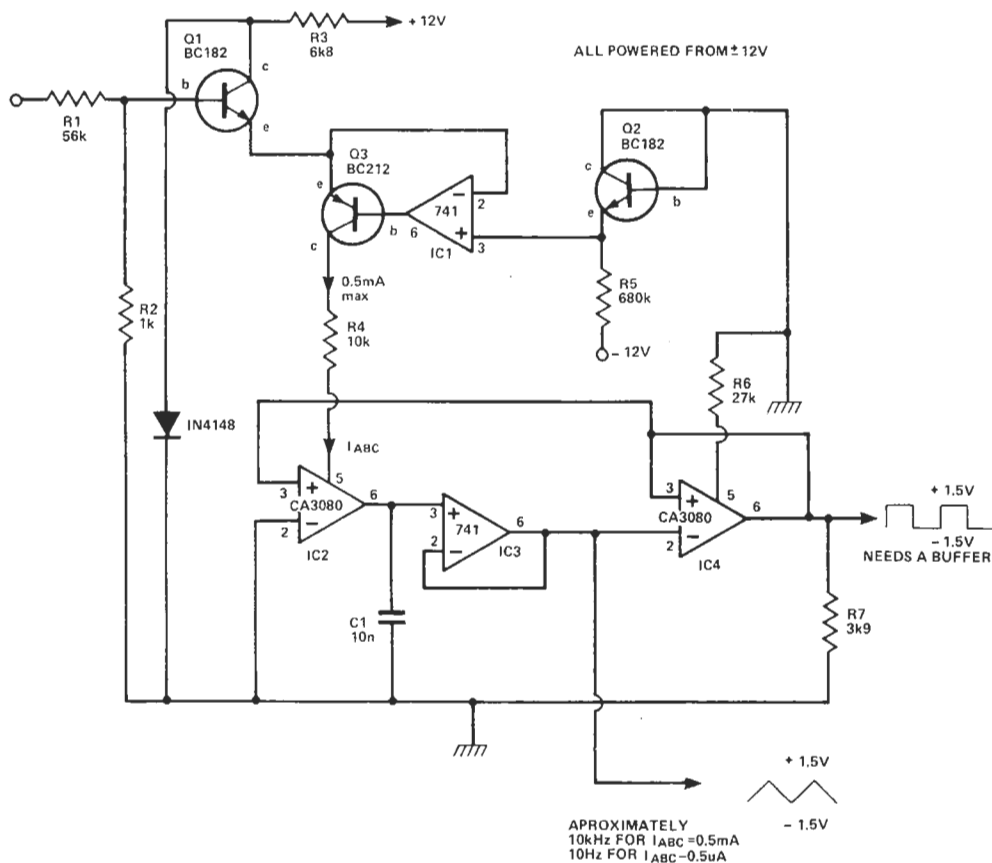 R3
6k8
+ 12V
Q1
BC182
ALL POWERED FROM ± 12V
c
b
e
R1
56k
Q2
BC182
Q3
BC212
c
e
b
e
741
−
2
+
3
b
6
IC1
c
0.5mA
max
R5
680k
R2
1k
R4
10k
− 12V
R6
27k
IN4148
I ABC
3
+
5
6
CA3080
−
2
IC2
3
+
741
6
2
−
IC3
3
+
5
6
CA3080
−
2
IC4
+ 1.5V
− 1.5V
NEEDS A BUFFER
C1
10n
R7
3k9
+ 1.5V
− 1.5V
APROXIMATELY
10kHz FOR I ABC =0.5mA
10Hz FOR I ABC−0.5uA